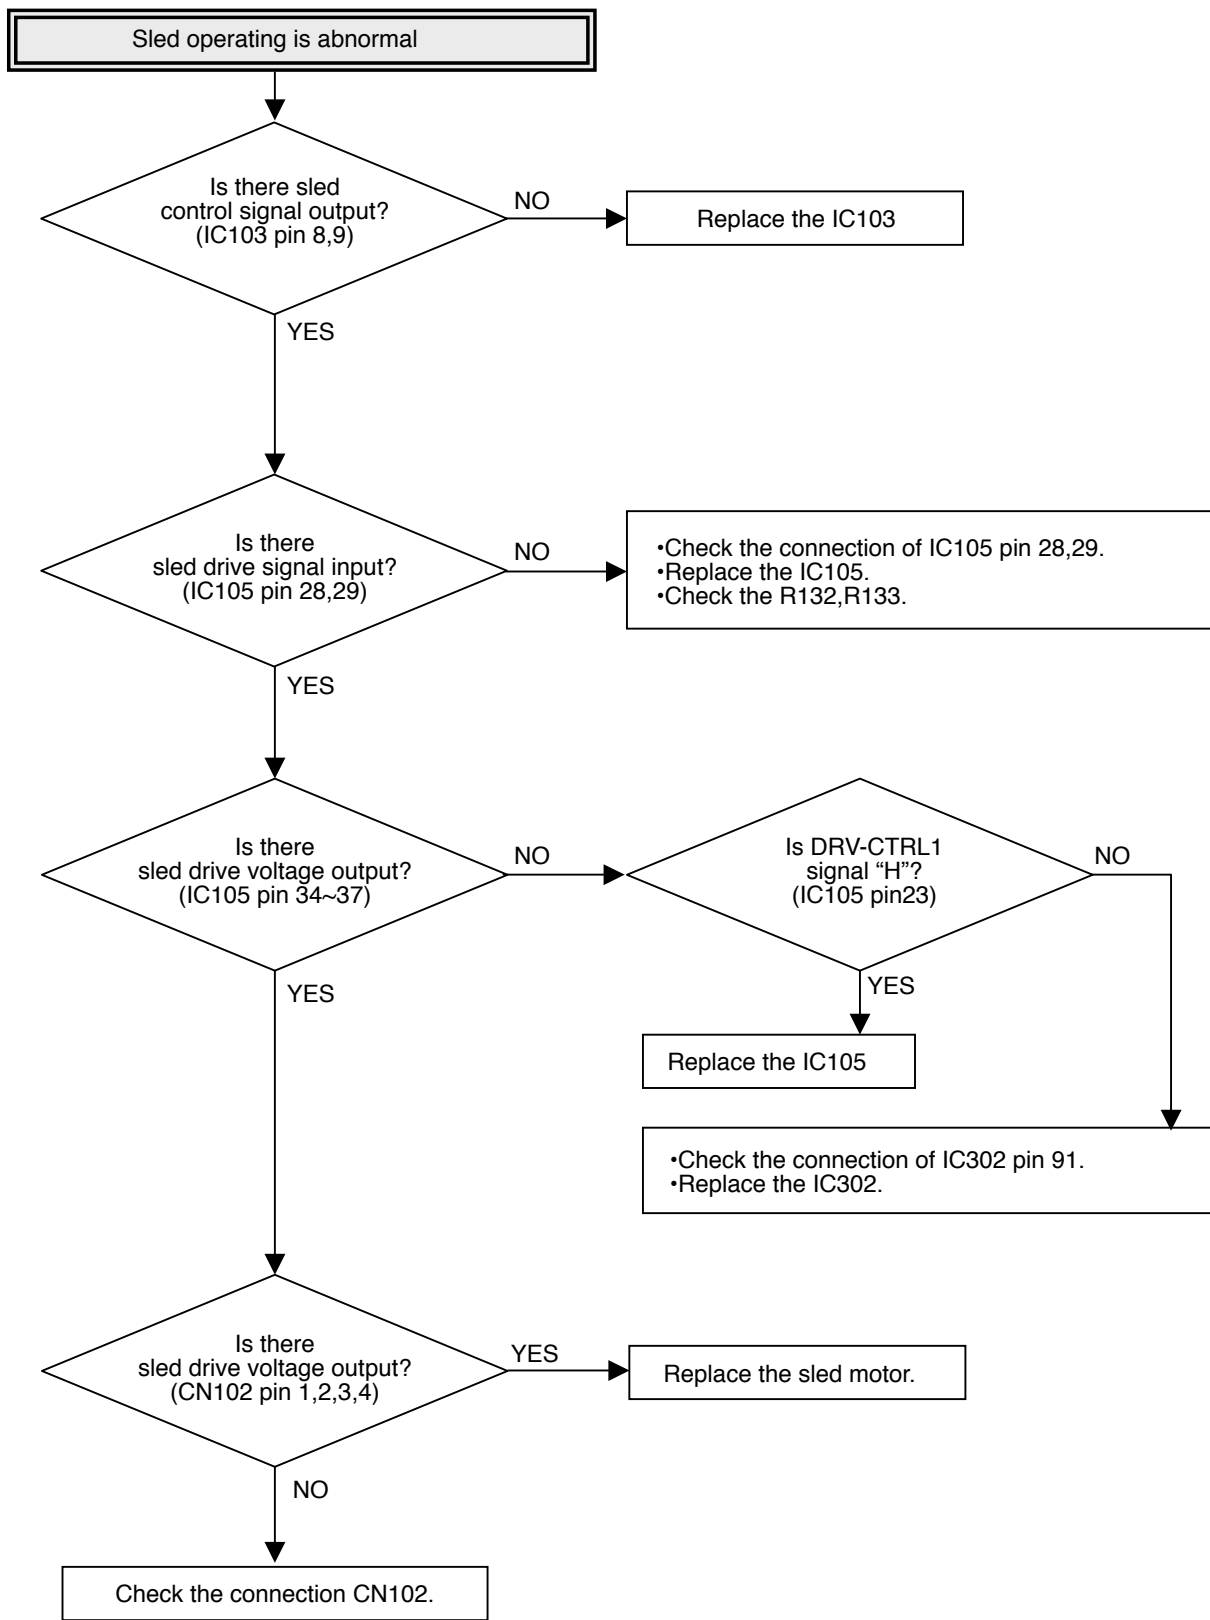 Sled operating is abnormal
Is there sled
control signal output?
(IC103 pin 8,9)
NO
Replace the IC103
YES
Is there
sled drive signal input?
(IC105 pin 28,29)
NO
•Check the connection of IC105 pin 28,29.
•Replace the IC105.
•Check the R132,R133.
YES
Is there
sled drive voltage output?
(IC105 pin 34~37)
NO
Is DRV-CTRL1
signal “H”?
(IC105 pin23)
NO
YES
YES
Replace the IC105
•Check the connection of IC302 pin 91.
•Replace the IC302.
Is there
sled drive voltage output?
(CN102 pin 1,2,3,4)
YES
Replace the sled motor.
NO
Check the connection CN102.